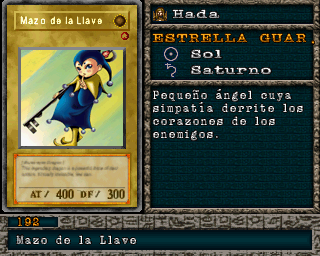 Mazo de la Llave
AT/ 400 DF/ 300
Hada
ESTRELLA GUAR.
Sol
Saturno
Pequeño ángel cuya
simpatía derrite los
corazones de los
enemigos.
192
Mazo de la Llave